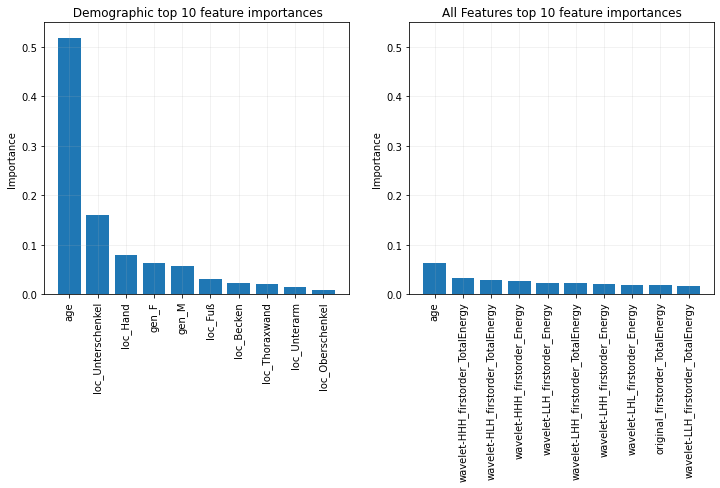 Demographic top 10 feature importances
Importance
0.5
0.4
0.3
0.2
0.1
0.0
age
loc_Unterschenkel
loc_Hand
gen_F
gen_M
loc_Fuß
loc_Becken
loc_Thoraxwand
loc_Unterarm
loc_Oberschenkel
All Features top 10 feature importances
Importance
0.5
0.4
0.3
0.2
0.1
0.0
age
wavelet-HHH_firstorder_TotalEnergy
wavelet-HLH_firstorder_TotalEnergy
wavelet-HHH_firstorder_Energy
wavelet-LLH_firstorder_Energy
wavelet-LHH_firstorder_TotalEnergy
wavelet-LHH_firstorder_Energy
wavelet-LHL_firstorder_Energy
original_firstorder_TotalEnergy
wavelet-LLH_firstorder_TotalEnergy